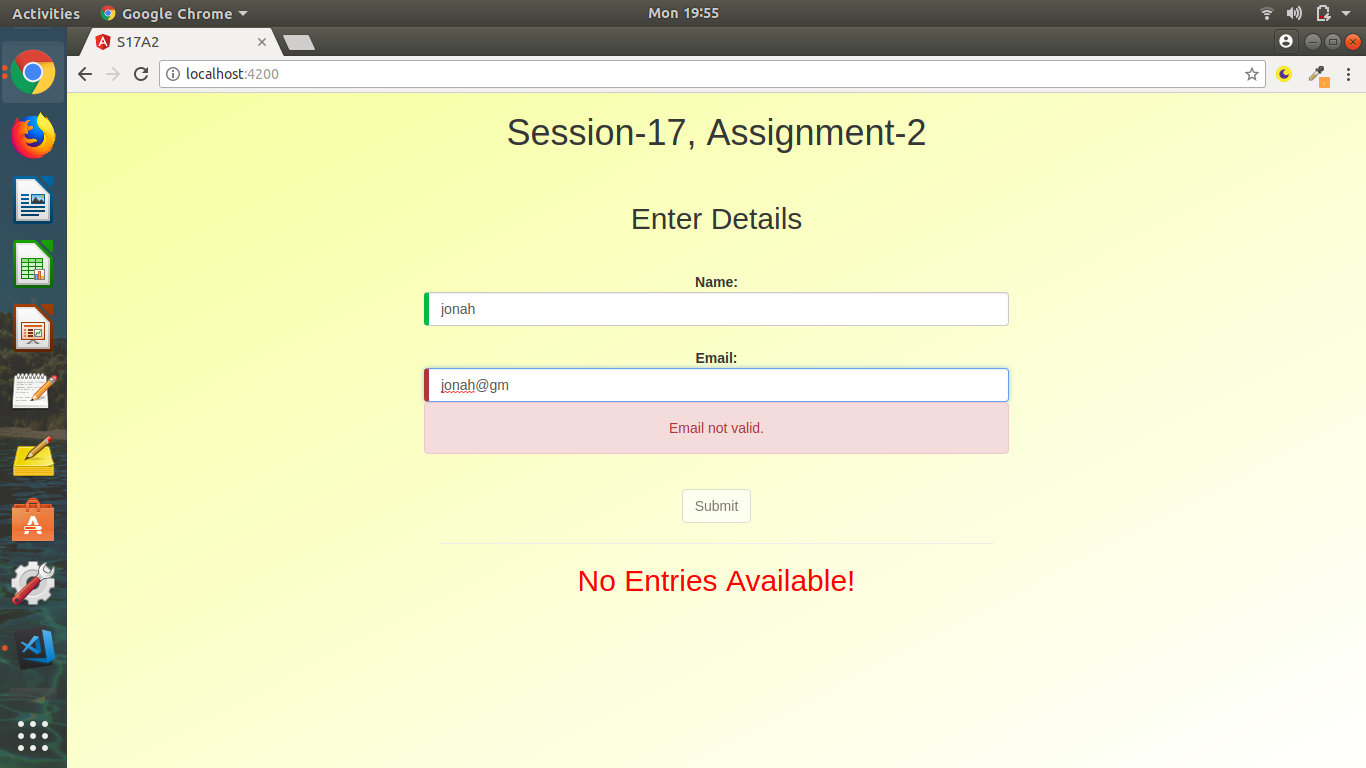 Activities Google Chrome Mon 19:55
S17A2
localhost:4200
Session-17, Assignment-2
Enter Details
Name:
jonah
Email:
jonah@gm
Email not valid.
Submit
No Entries Available!